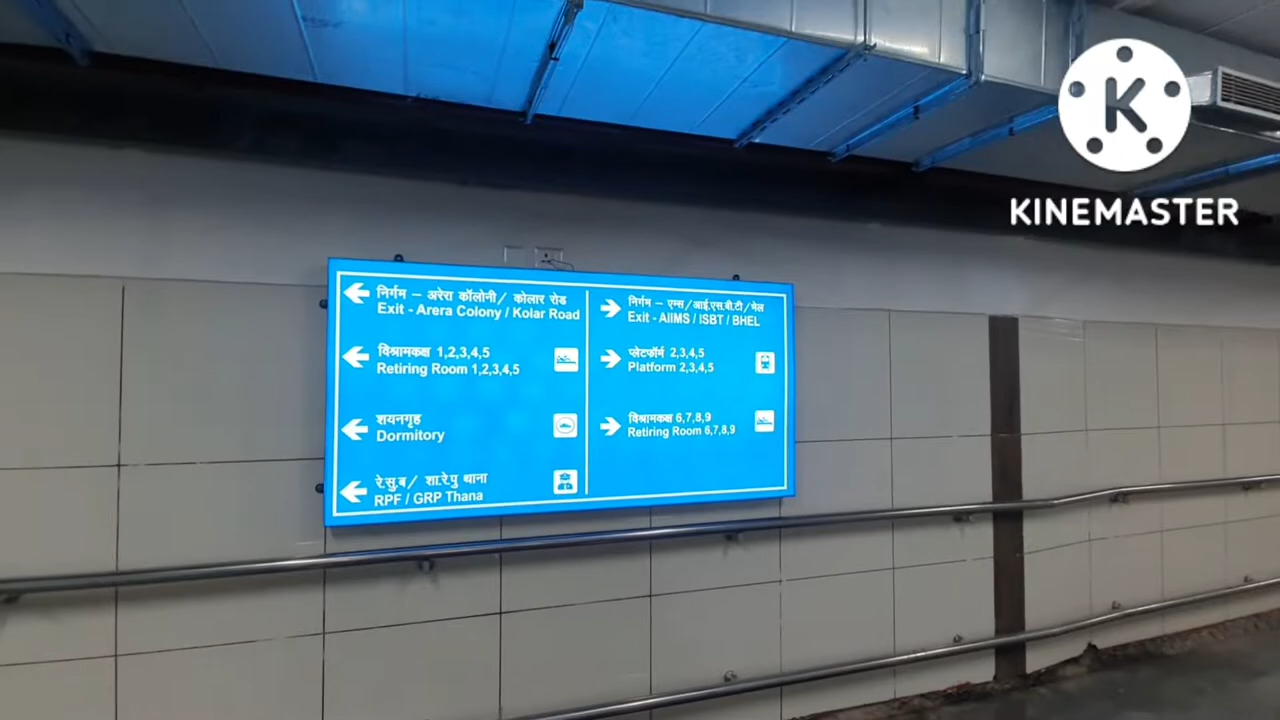 निर्गम – अरेरा कॉलोनी/ कोलार रोड
Exit - Arera Colony / Kolar Road
विश्रामकक्ष 1,2,3,4,5
Retiring Room 1,2,3,4,5
शयनगृह
Dormitory
रे.सु.ब/ शा.रे.पु थाना
RPF / GRP Thana
निर्गम – एम्स/आई.एस.बी.टी/भेल
Exit - AIIMS / ISBT / BHEL
प्लेटफॉर्म 2,3,4,5
Platform 2,3,4,5
विश्रामकक्ष 6,7,8,9
Retiring Room 6,7,8,9
K
KINEMASTER